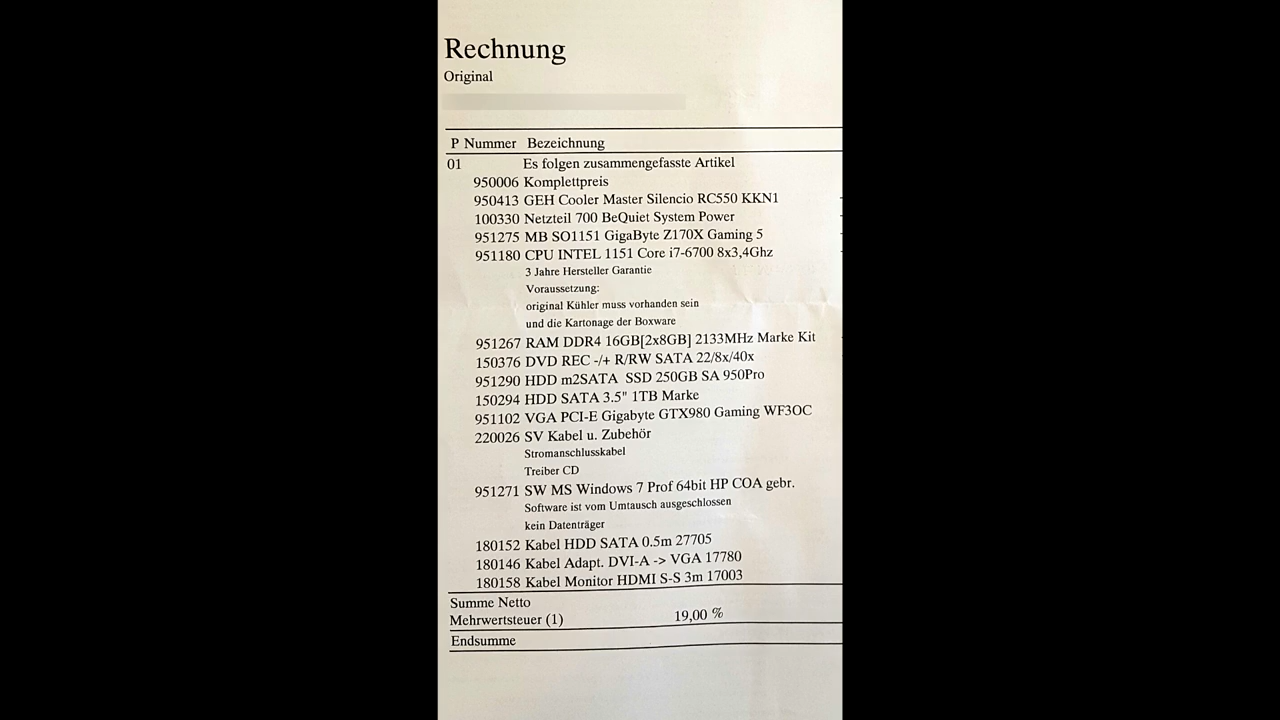 Rechnung
Original
P Nummer Bezeichnung
01 Es folgen zusammengefasste Artikel
950006 Komplettpreis
950413 GEH Cooler Master Silencio RC550 KKN1
100330 Netzteil 700 BeQuiet System Power
951275 MB SO1151 GigaByte Z170X Gaming 5
951180 CPU INTEL 1151 Core i7-6700 8x3,4Ghz
3 Jahre Hersteller Garantie
Voraussetzung:
original Kühler muss vorhanden sein
und die Kartonage der Boxware
951267 RAM DDR4 16GB[2x8GB] 2133MHz Marke Kit
150376 DVD REC -/+ R/RW SATA 22/8x/40x
951290 HDD m2SATA SSD 250GB SA 950Pro
150294 HDD SATA 3.5" 1TB Marke
951102 VGA PCI-E Gigabyte GTX980 Gaming WF3OC
220026 SV Kabel u. Zubehör
Stromanschlusskabel
Treiber CD
951271 SW MS Windows 7 Prof 64bit HP COA gebr.
Software ist vom Umtausch ausgeschlossen
kein Datenträger
180152 Kabel HDD SATA 0.5m 27705
180146 Kabel Adapt. DVI-A -> VGA 17780
180158 Kabel Monitor HDMI S-S 3m 17003
Summe Netto
Mehrwertsteuer (1) 19,00 %
Endsumme